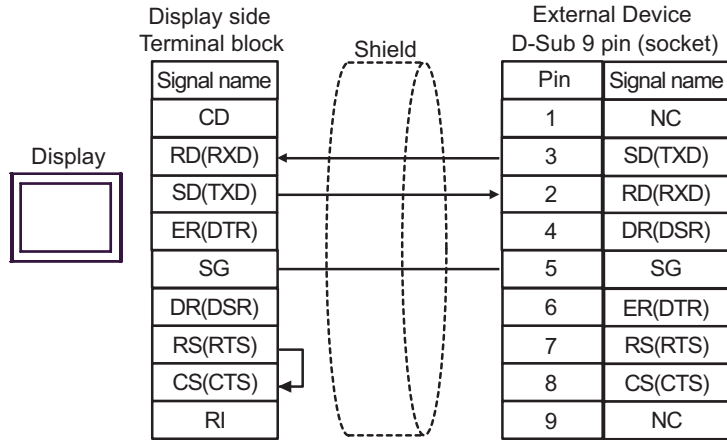 Display side
Terminal block
Shield
External Device
D-Sub 9 pin (socket)
Display
Signal name Pin Signal name
CD 1 NC
RD(RXD) 3 SD(TXD)
SD(TXD) 2 RD(RXD)
ER(DTR) 4 DR(DSR)
SG 5 SG
DR(DSR) 6 ER(DTR)
RS(RTS) 7 RS(RTS)
CS(CTS) 8 CS(CTS)
RI 9 NC